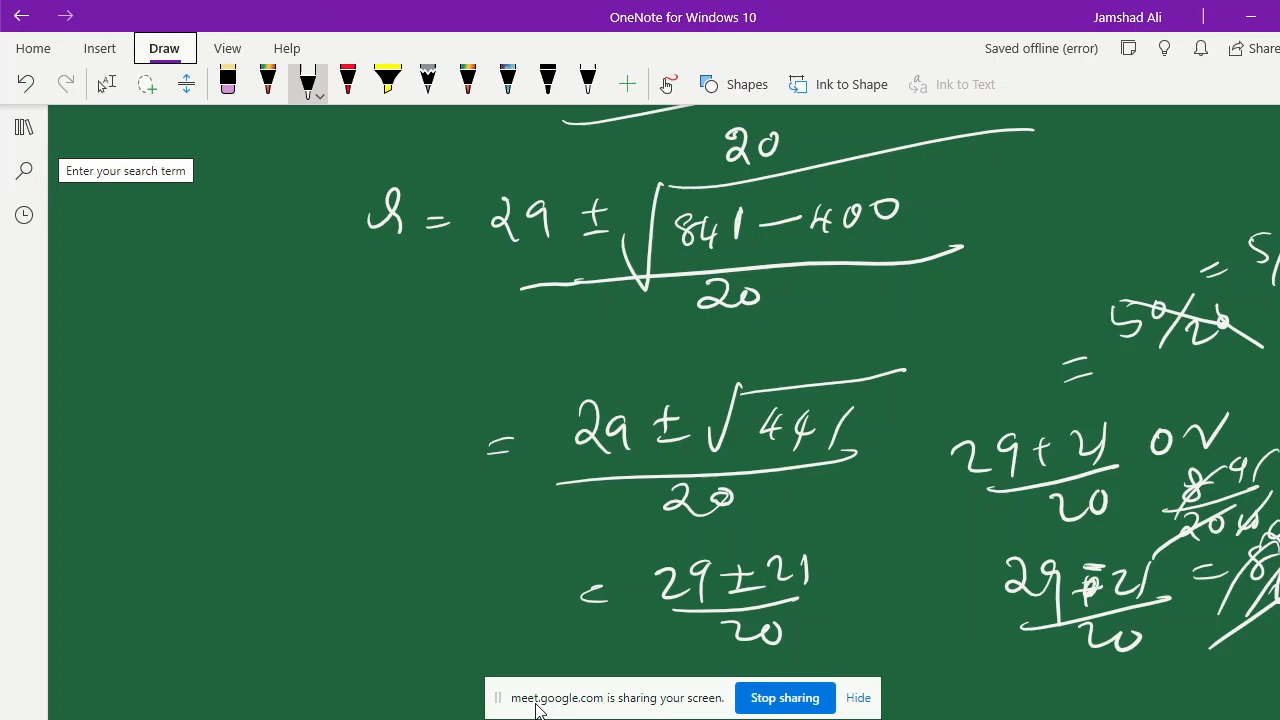 OneNote for Windows 10
Jamshad Ali
Home Insert Draw View Help
Saved offline (error)
Share
Shapes
Ink to Shape
Ink to Text
Enter your search term
20
r = 29 ± √841 - 400
20
= 5/
50/20
=
= 29 ± √441
20
29 + 21 or
20
= 29 ± 21
20
29 - 21 = 8
20
meet.google.com is sharing your screen.
Stop sharing
Hide